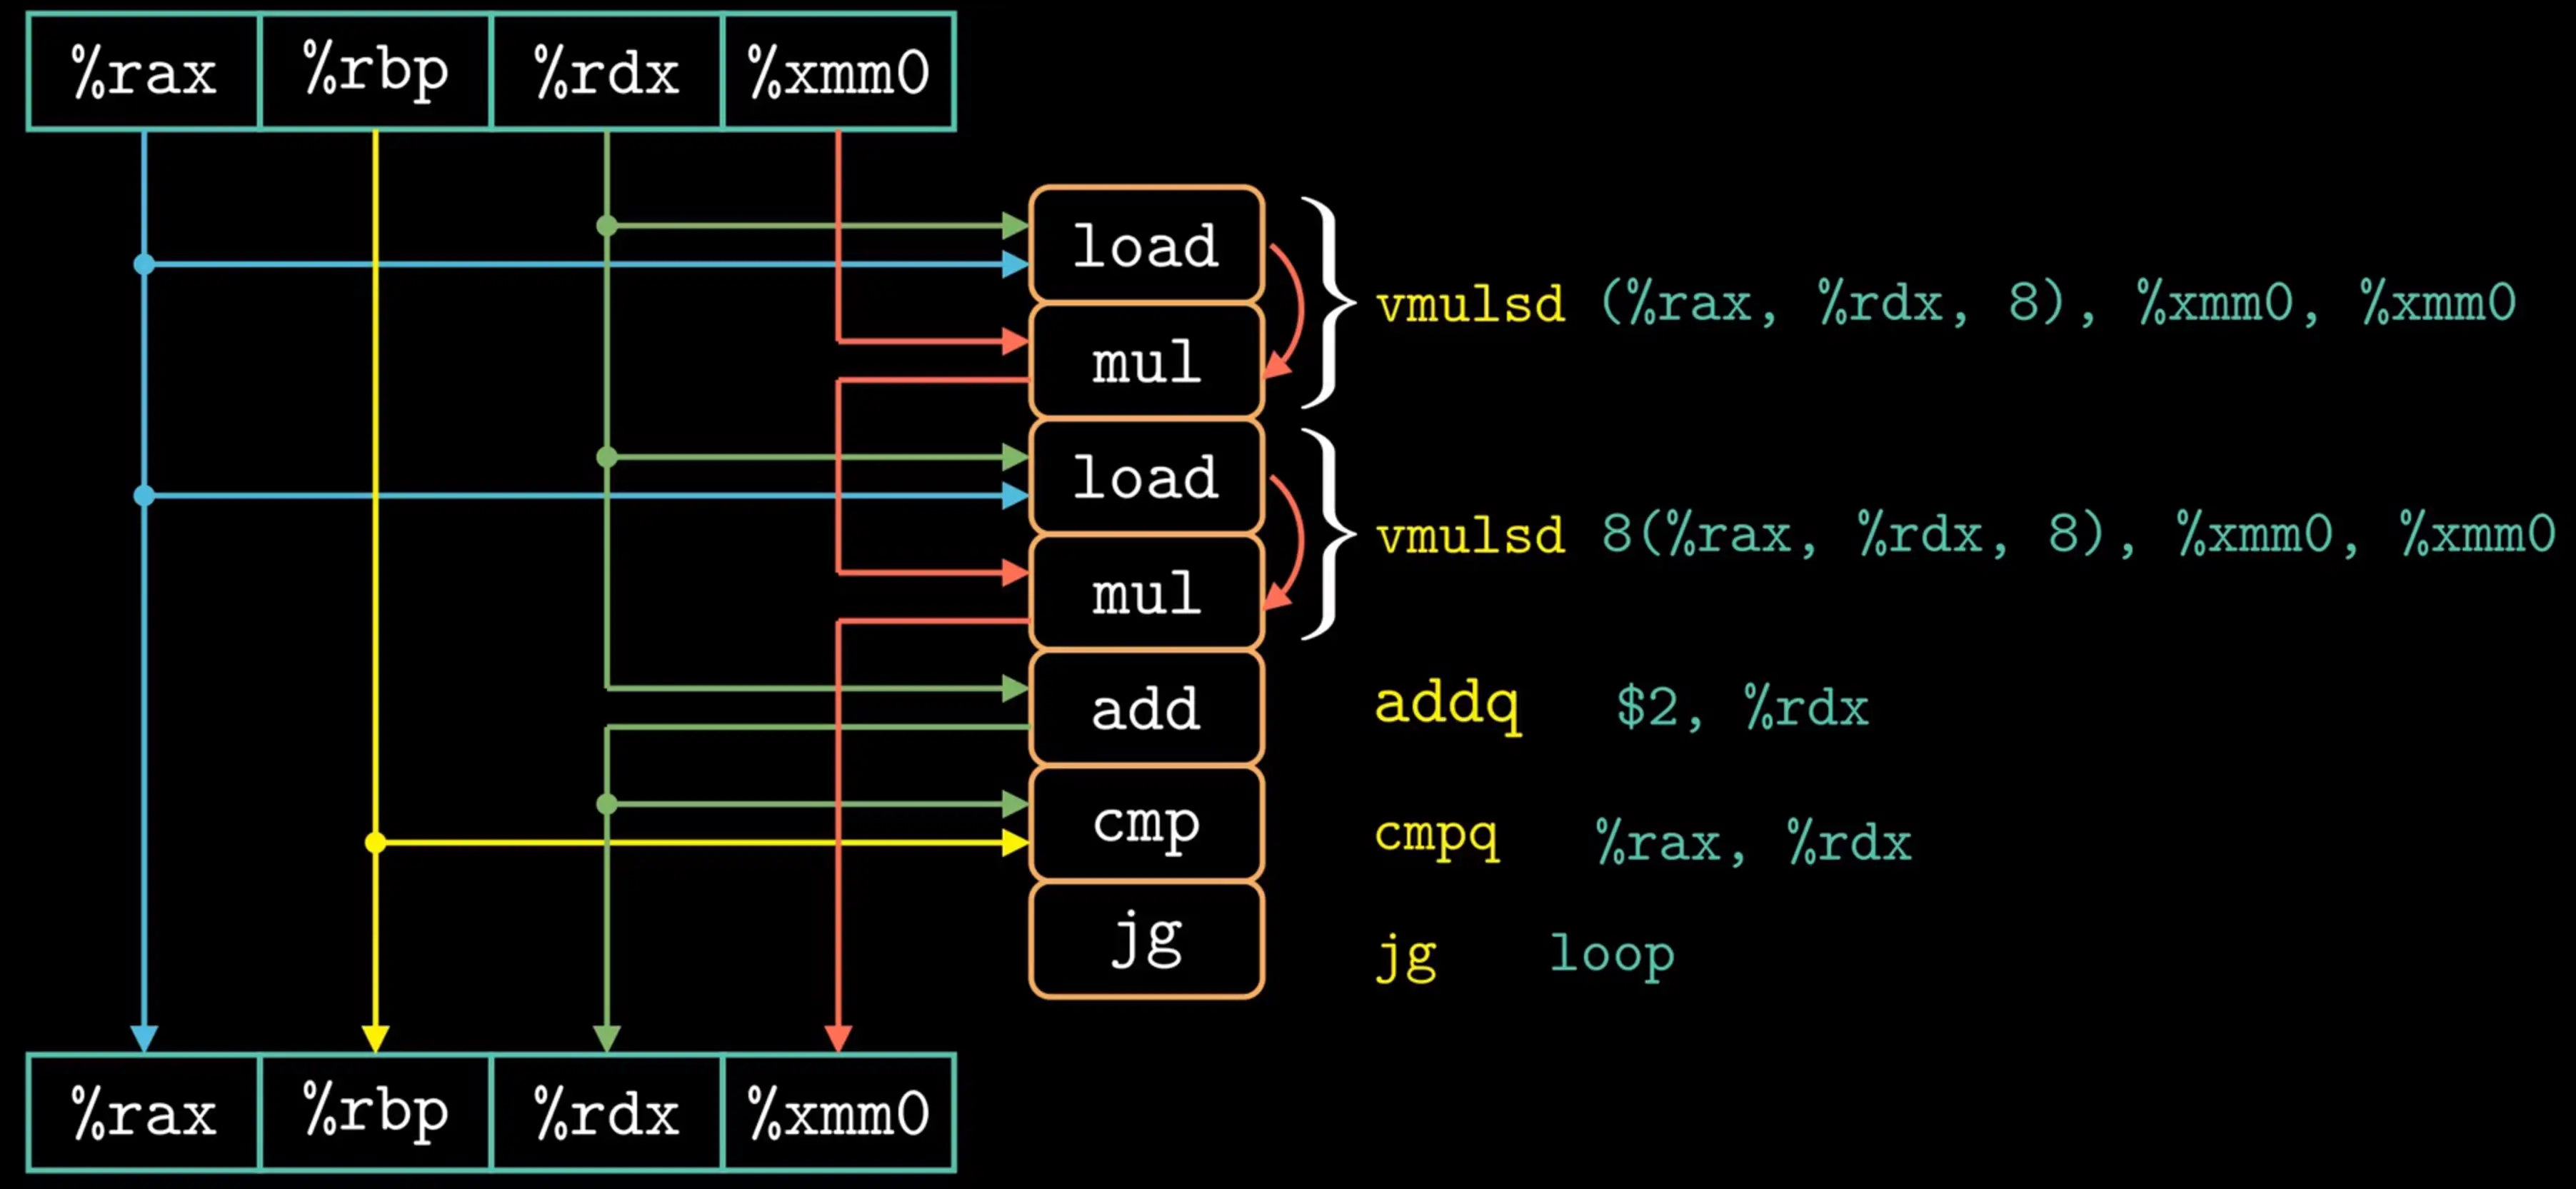 %rax %rbp %rdx %xmm0
load
mul
vmulsd (%rax, %rdx, 8), %xmm0, %xmm0
load
mul
vmulsd 8(%rax, %rdx, 8), %xmm0, %xmm0
add addq $2, %rdx
cmp cmpq %rax, %rdx
jg jg loop
%rax %rbp %rdx %xmm0